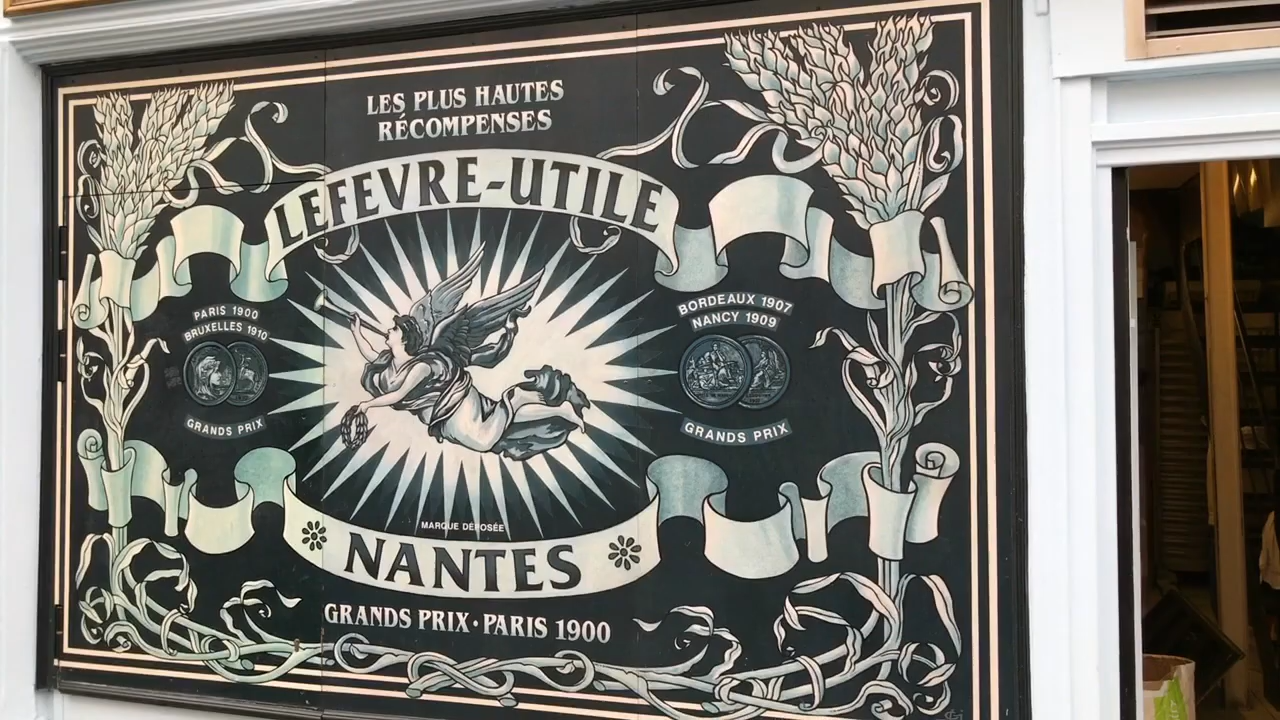 LES PLUS HAUTES
RÉCOMPENSES
LEFEVRE-UTILE
PARIS 1900
BRUXELLES 1910
GRANDS PRIX
BORDEAUX 1907
NANCY 1909
GRANDS PRIX
MARQUE DÉPOSÉE
NANTES
GRANDS PRIX·PARIS 1900